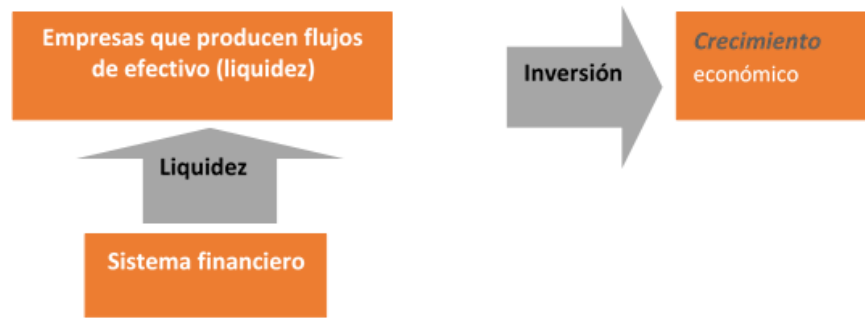 Empresas que producen flujos
de efectivo (liquidez)
Inversión
Crecimiento
económico
Liquidez
Sistema financiero